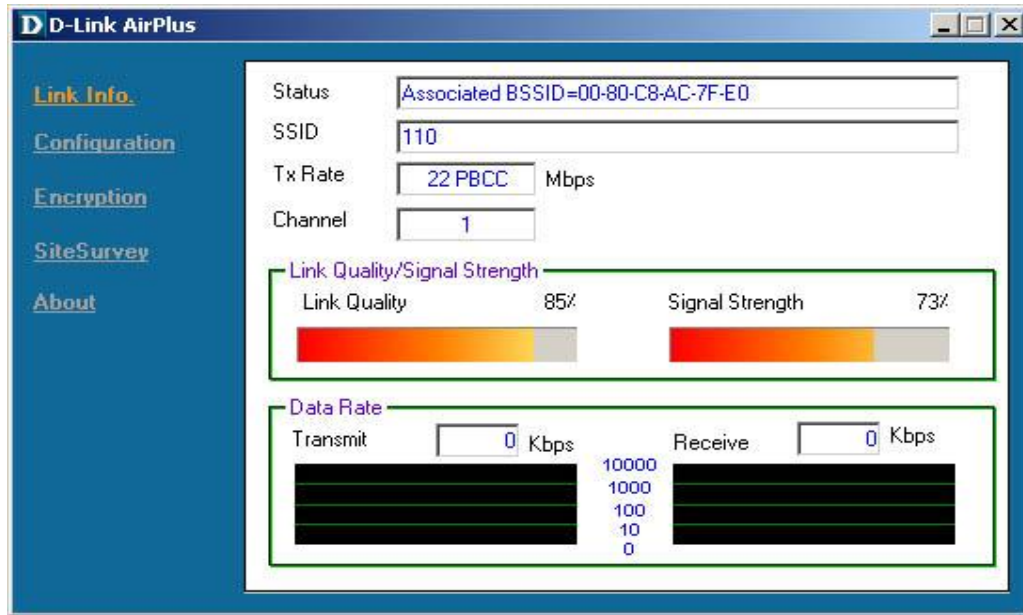 D D-Link AirPlus
Link Info.
Configuration
Encryption
SiteSurvey
About
Status Associated BSSID=00-80-C8-AC-7F-E0
SSID 110
Tx Rate 22 PBCC Mbps
Channel 1
Link Quality/Signal Strength
Link Quality 85% Signal Strength 73%
Data Rate
Transmit 0 Kbps Receive 0 Kbps
10000
1000
100
10
0